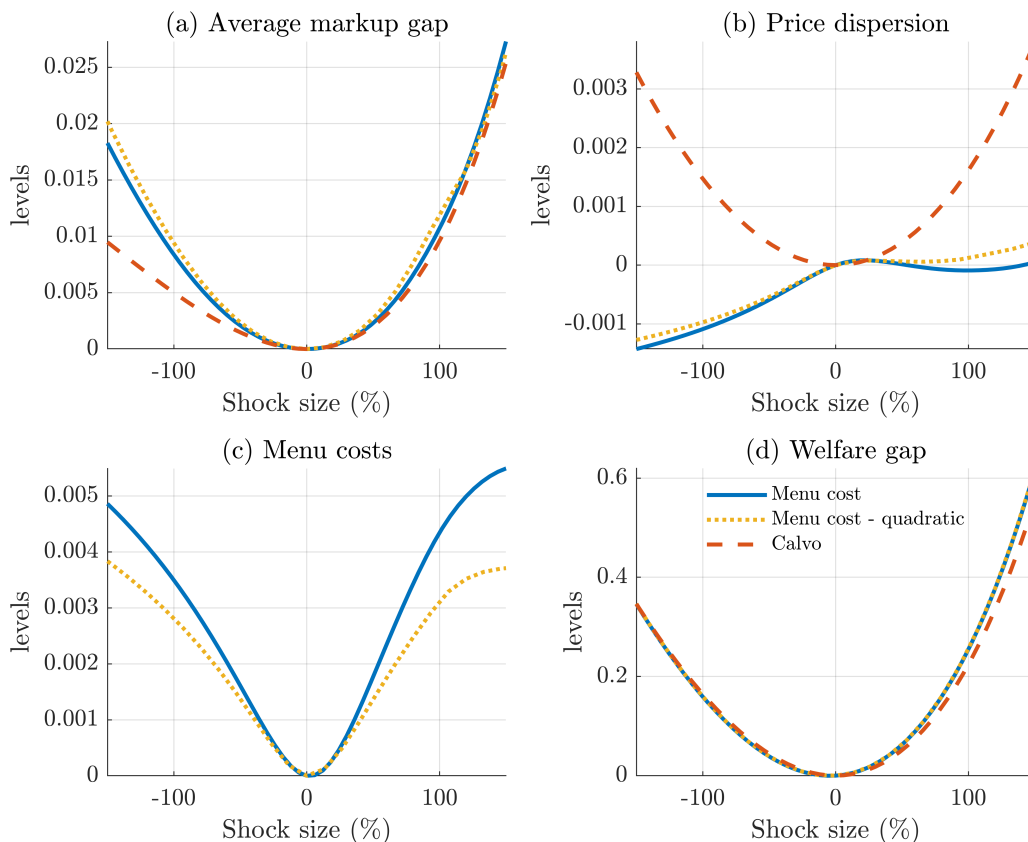 (a) Average markup gap
0.025
0.02
0.015
0.01
0.005
0
levels
-100 0 100
Shock size (%)
(b) Price dispersion
0.003
0.002
0.001
0
-0.001
levels
-100 0 100
Shock size (%)
(c) Menu costs
0.005
0.004
0.003
0.002
0.001
0
levels
-100 0 100
Shock size (%)
(d) Welfare gap
0.6
0.4
0.2
0
levels
Menu cost
Menu cost - quadratic
Calvo
-100 0 100
Shock size (%)